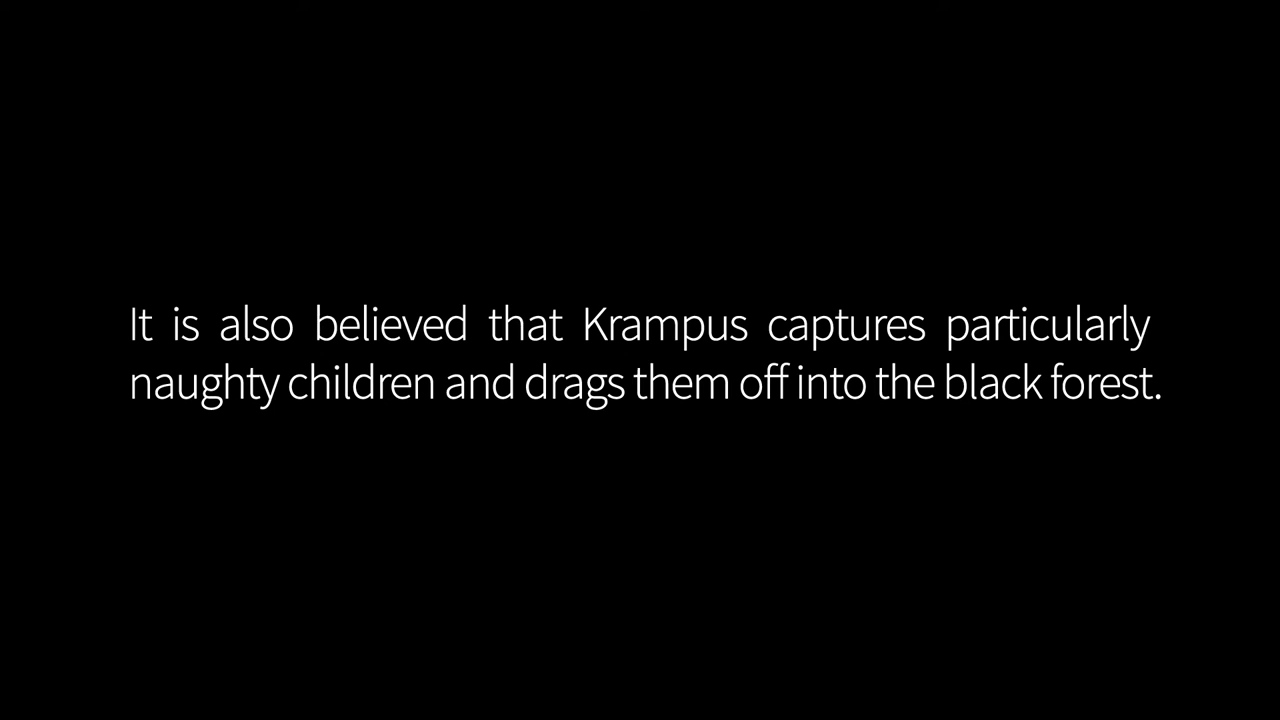 It is also believed that Krampus captures particularly
naughty children and drags them off into the black forest.